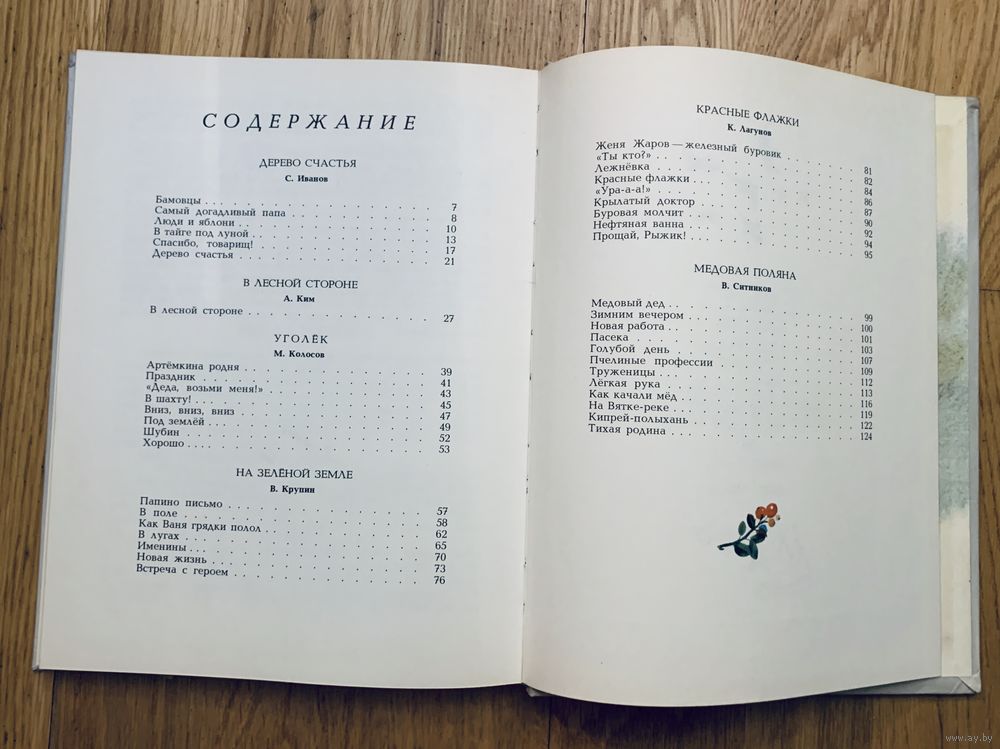 СОДЕРЖАНИЕ
ДЕРЕВО СЧАСТЬЯ
С. Иванов
Бамовцы . . . . . . . . . . . . . . . . 7
Самый догадливый папа . . . . . . . . . . 8
Люди и яблони . . . . . . . . . . . . . . 10
В тайге под луной . . . . . . . . . . . . 13
Спасибо, товарищ! . . . . . . . . . . . . 17
Дерево счастья . . . . . . . . . . . . . 21
В ЛЕСНОЙ СТОРОНЕ
А. Ким
В лесной стороне . . . . . . . . . . . . 27
УГОЛЁК
М. Колосов
Артёмкина родня . . . . . . . . . . . . . 39
Праздник . . . . . . . . . . . . . . . . 41
«Деда, возьми меня!» . . . . . . . . . . 43
В шахту! . . . . . . . . . . . . . . . . 45
Вниз, вниз, вниз . . . . . . . . . . . . 47
Под землёй . . . . . . . . . . . . . . . 49
Шубин . . . . . . . . . . . . . . . . . . 52
Хорошо . . . . . . . . . . . . . . . . . 53
НА ЗЕЛЁНОЙ ЗЕМЛЕ
В. Крупин
Папино письмо . . . . . . . . . . . . . . 57
В поле . . . . . . . . . . . . . . . . . 58
Как Ваня грядки полол . . . . . . . . . . 62
В лугах . . . . . . . . . . . . . . . . . 65
Именины . . . . . . . . . . . . . . . . . 70
Новая жизнь . . . . . . . . . . . . . . . 73
Встреча с героем . . . . . . . . . . . . 76
КРАСНЫЕ ФЛАЖКИ
К. Лагунов
Женя Жаров — железный буровик . . . . . . 81
«Ты кто?» . . . . . . . . . . . . . . . . 82
Лежнёвка . . . . . . . . . . . . . . . . 84
Красные флажки . . . . . . . . . . . . . 86
«Ура-а-а!» . . . . . . . . . . . . . . . 87
Крылатый доктор . . . . . . . . . . . . . 90
Буровая молчит . . . . . . . . . . . . . 92
Нефтяная ванна . . . . . . . . . . . . . 94
Прощай, Рыжик! . . . . . . . . . . . . . 95
МЕДОВАЯ ПОЛЯНА
В. Ситников
Медовый дед . . . . . . . . . . . . . . . 99
Зимним вечером . . . . . . . . . . . . . 100
Новая работа . . . . . . . . . . . . . . 101
Пасека . . . . . . . . . . . . . . . . . 103
Голубой день . . . . . . . . . . . . . . 107
Пчелиные профессии . . . . . . . . . . . 109
Труженицы . . . . . . . . . . . . . . . . 112
Лёгкая рука . . . . . . . . . . . . . . . 113
Как качали мёд . . . . . . . . . . . . . 116
На Вятке-реке . . . . . . . . . . . . . . 119
Кипрей-полыхань . . . . . . . . . . . . . 122
Тихая родина . . . . . . . . . . . . . . 124
www.ay.by